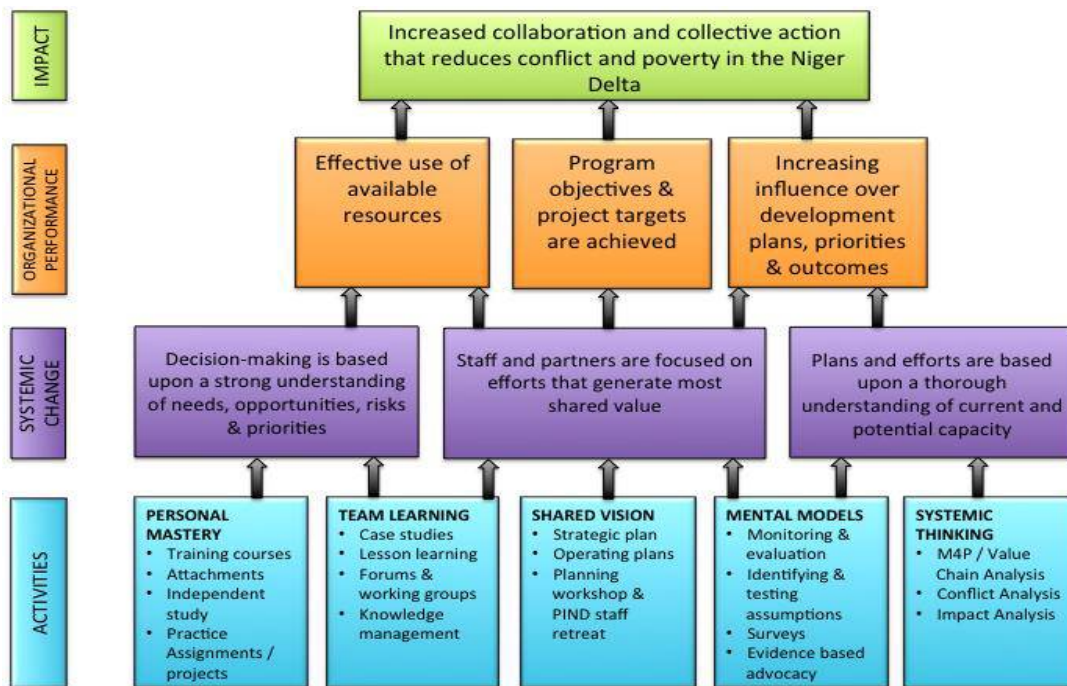 IMPACT
Increased collaboration and collective action
that reduces conflict and poverty in the Niger
Delta
ORGANIZATIONAL
PERFORMANCE
Effective use of
available
resources
Program
objectives &
project targets
are achieved
Increasing
influence over
development
plans, priorities
& outcomes
SYSTEMIC
CHANGE
Decision-making is based
upon a strong understanding
of needs, opportunities, risks
& priorities
Staff and partners are focused on
efforts that generate most
shared value
Plans and efforts are based
upon a thorough
understanding of current and
potential capacity
ACTIVITIES
PERSONAL
MASTERY
• Training courses
• Attachments
• Independent
study
• Practice
Assignments /
projects
TEAM LEARNING
• Case studies
• Lesson learning
• Forums &
working groups
• Knowledge
management
SHARED VISION
• Strategic plan
• Operating plans
• Planning
workshop &
PIND staff
retreat
MENTAL MODELS
• Monitoring &
evaluation
• Identifying &
testing
assumptions
• Surveys
• Evidence based
advocacy
SYSTEMIC
THINKING
• M4P / Value
Chain Analysis
• Conflict Analysis
• Impact Analysis